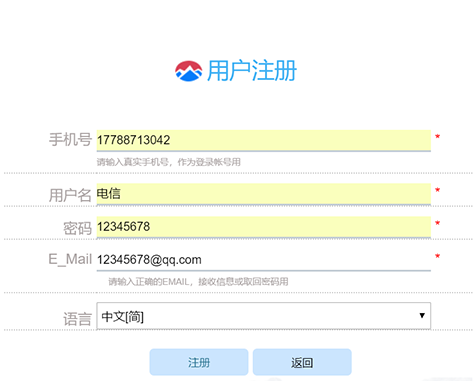 用户注册
手机号 17788713042 *
请输入真实手机号，作为登录帐号用
用户名 电信 *
密码 12345678 *
E_Mail 12345678@qq.com *
请输入正确的EMAIL，接收信息或取回密码用
语言 中文[简]
注册 返回